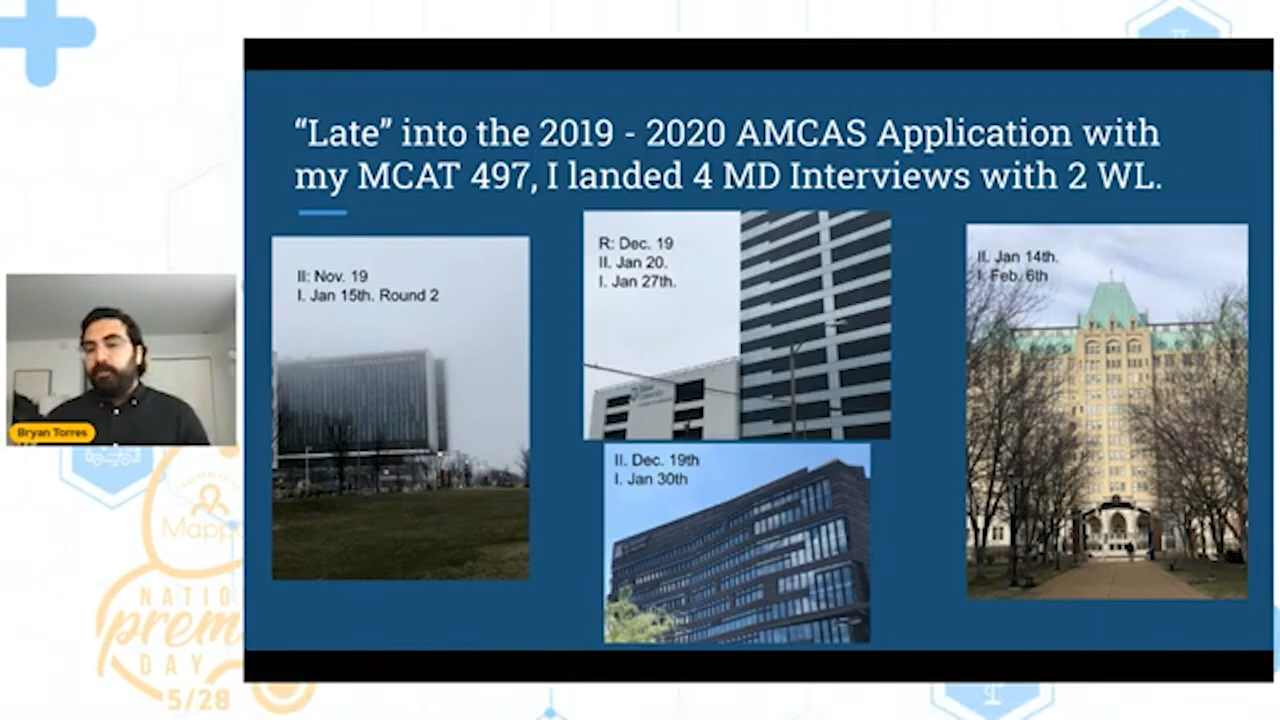 “Late” into the 2019 - 2020 AMCAS Application with
my MCAT 497, I landed 4 MD Interviews with 2 WL.
II: Nov. 19
I. Jan 15th. Round 2
R: Dec. 19
II. Jan 20.
I. Jan 27th.
II. Dec. 19th
I. Jan 30th
II. Jan 14th.
I. Feb. 6th
Bryan Torres
Mapp
NATIO
prem
DAY
5/28